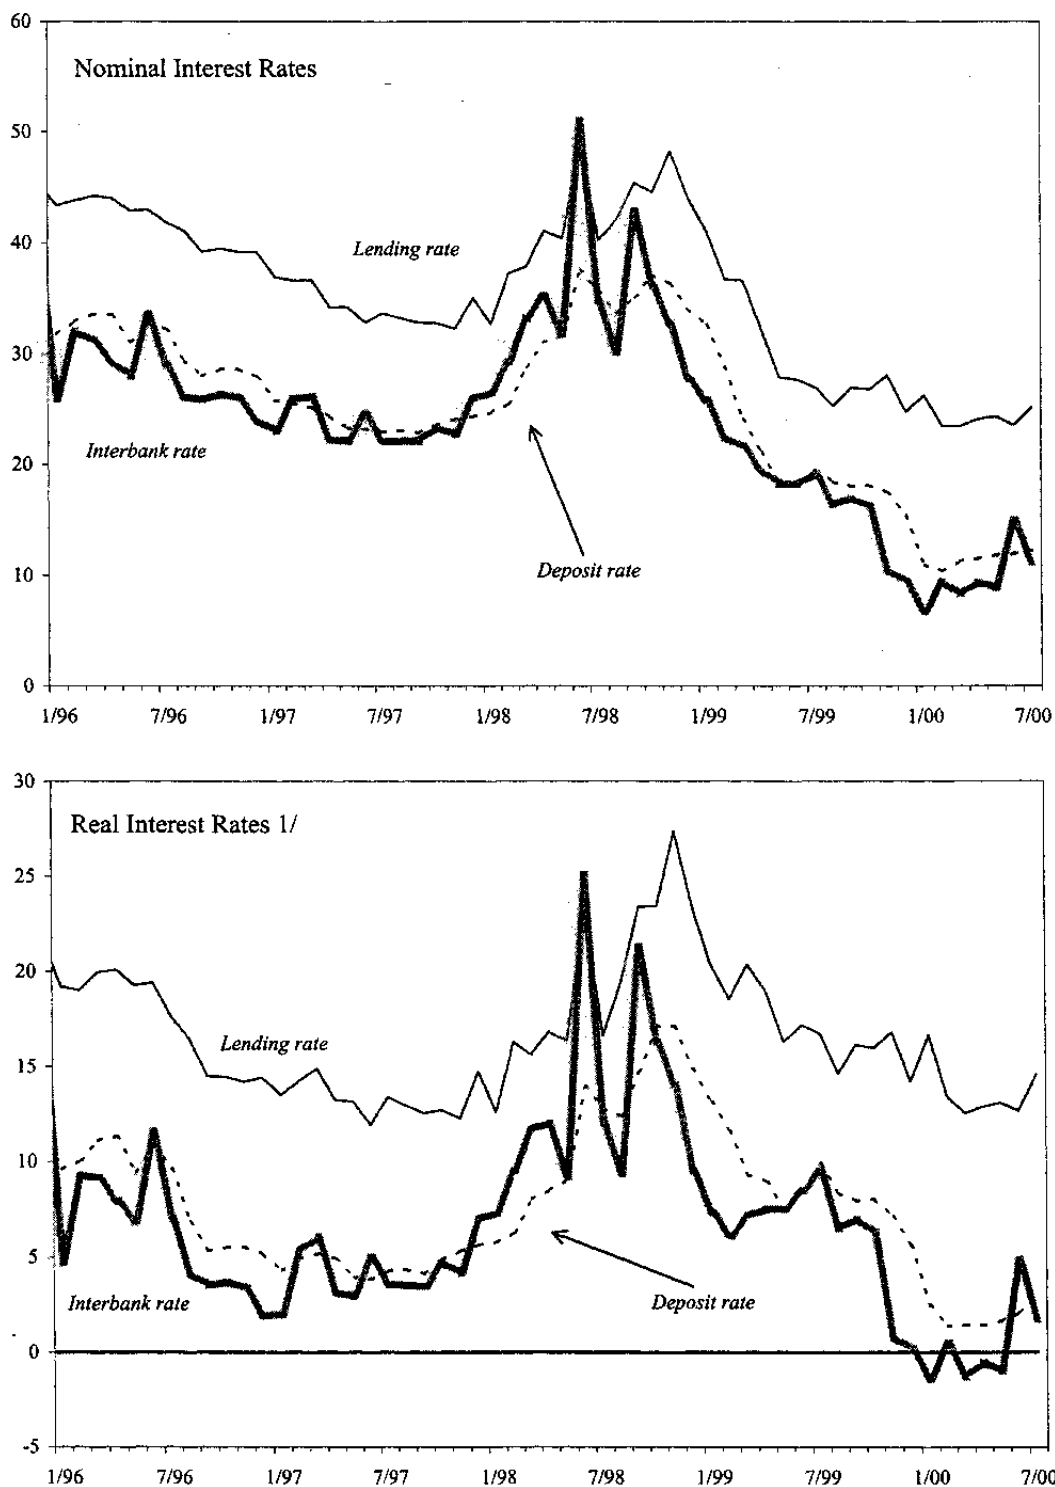 60
Nominal Interest Rates
50
40
Lending rate
30
Interbank rate
20
Deposit rate
10
0
1/96 7/96 1/97 7/97 1/98 7/98 1/99 7/99 1/00 7/00
30
Real Interest Rates 1/
25
20
Lending rate
15
10
5
Interbank rate
Deposit rate
0
-5
1/96 7/96 1/97 7/97 1/98 7/98 1/99 7/99 1/00 7/00